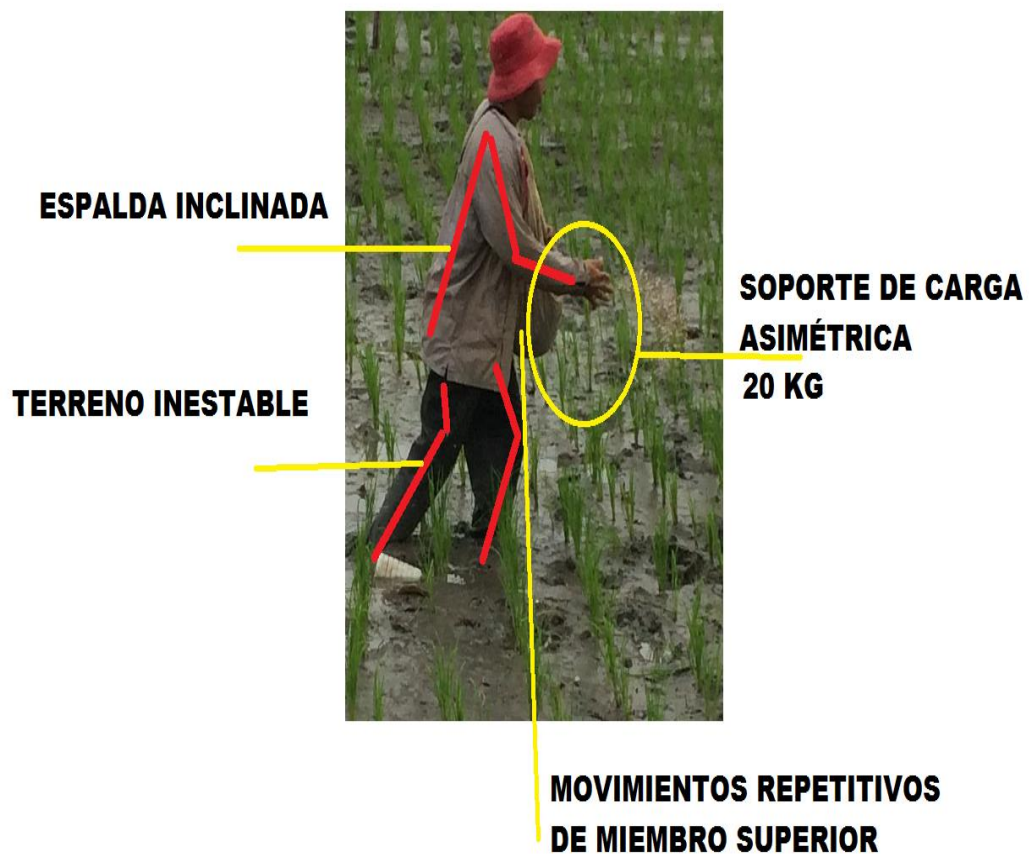 ESPALDA INCLINADA
TERRENO INESTABLE
SOPORTE DE CARGA
ASIMÉTRICA
20 KG
MOVIMIENTOS REPETITIVOS
DE MIEMBRO SUPERIOR